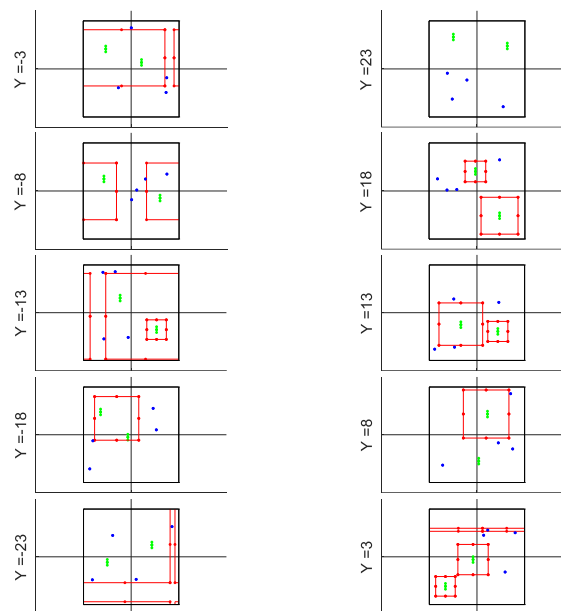 Y =-3
Y =23
Y =-8
Y =18
Y =-13
Y =13
Y =-18
Y =8
Y =-23
Y =3